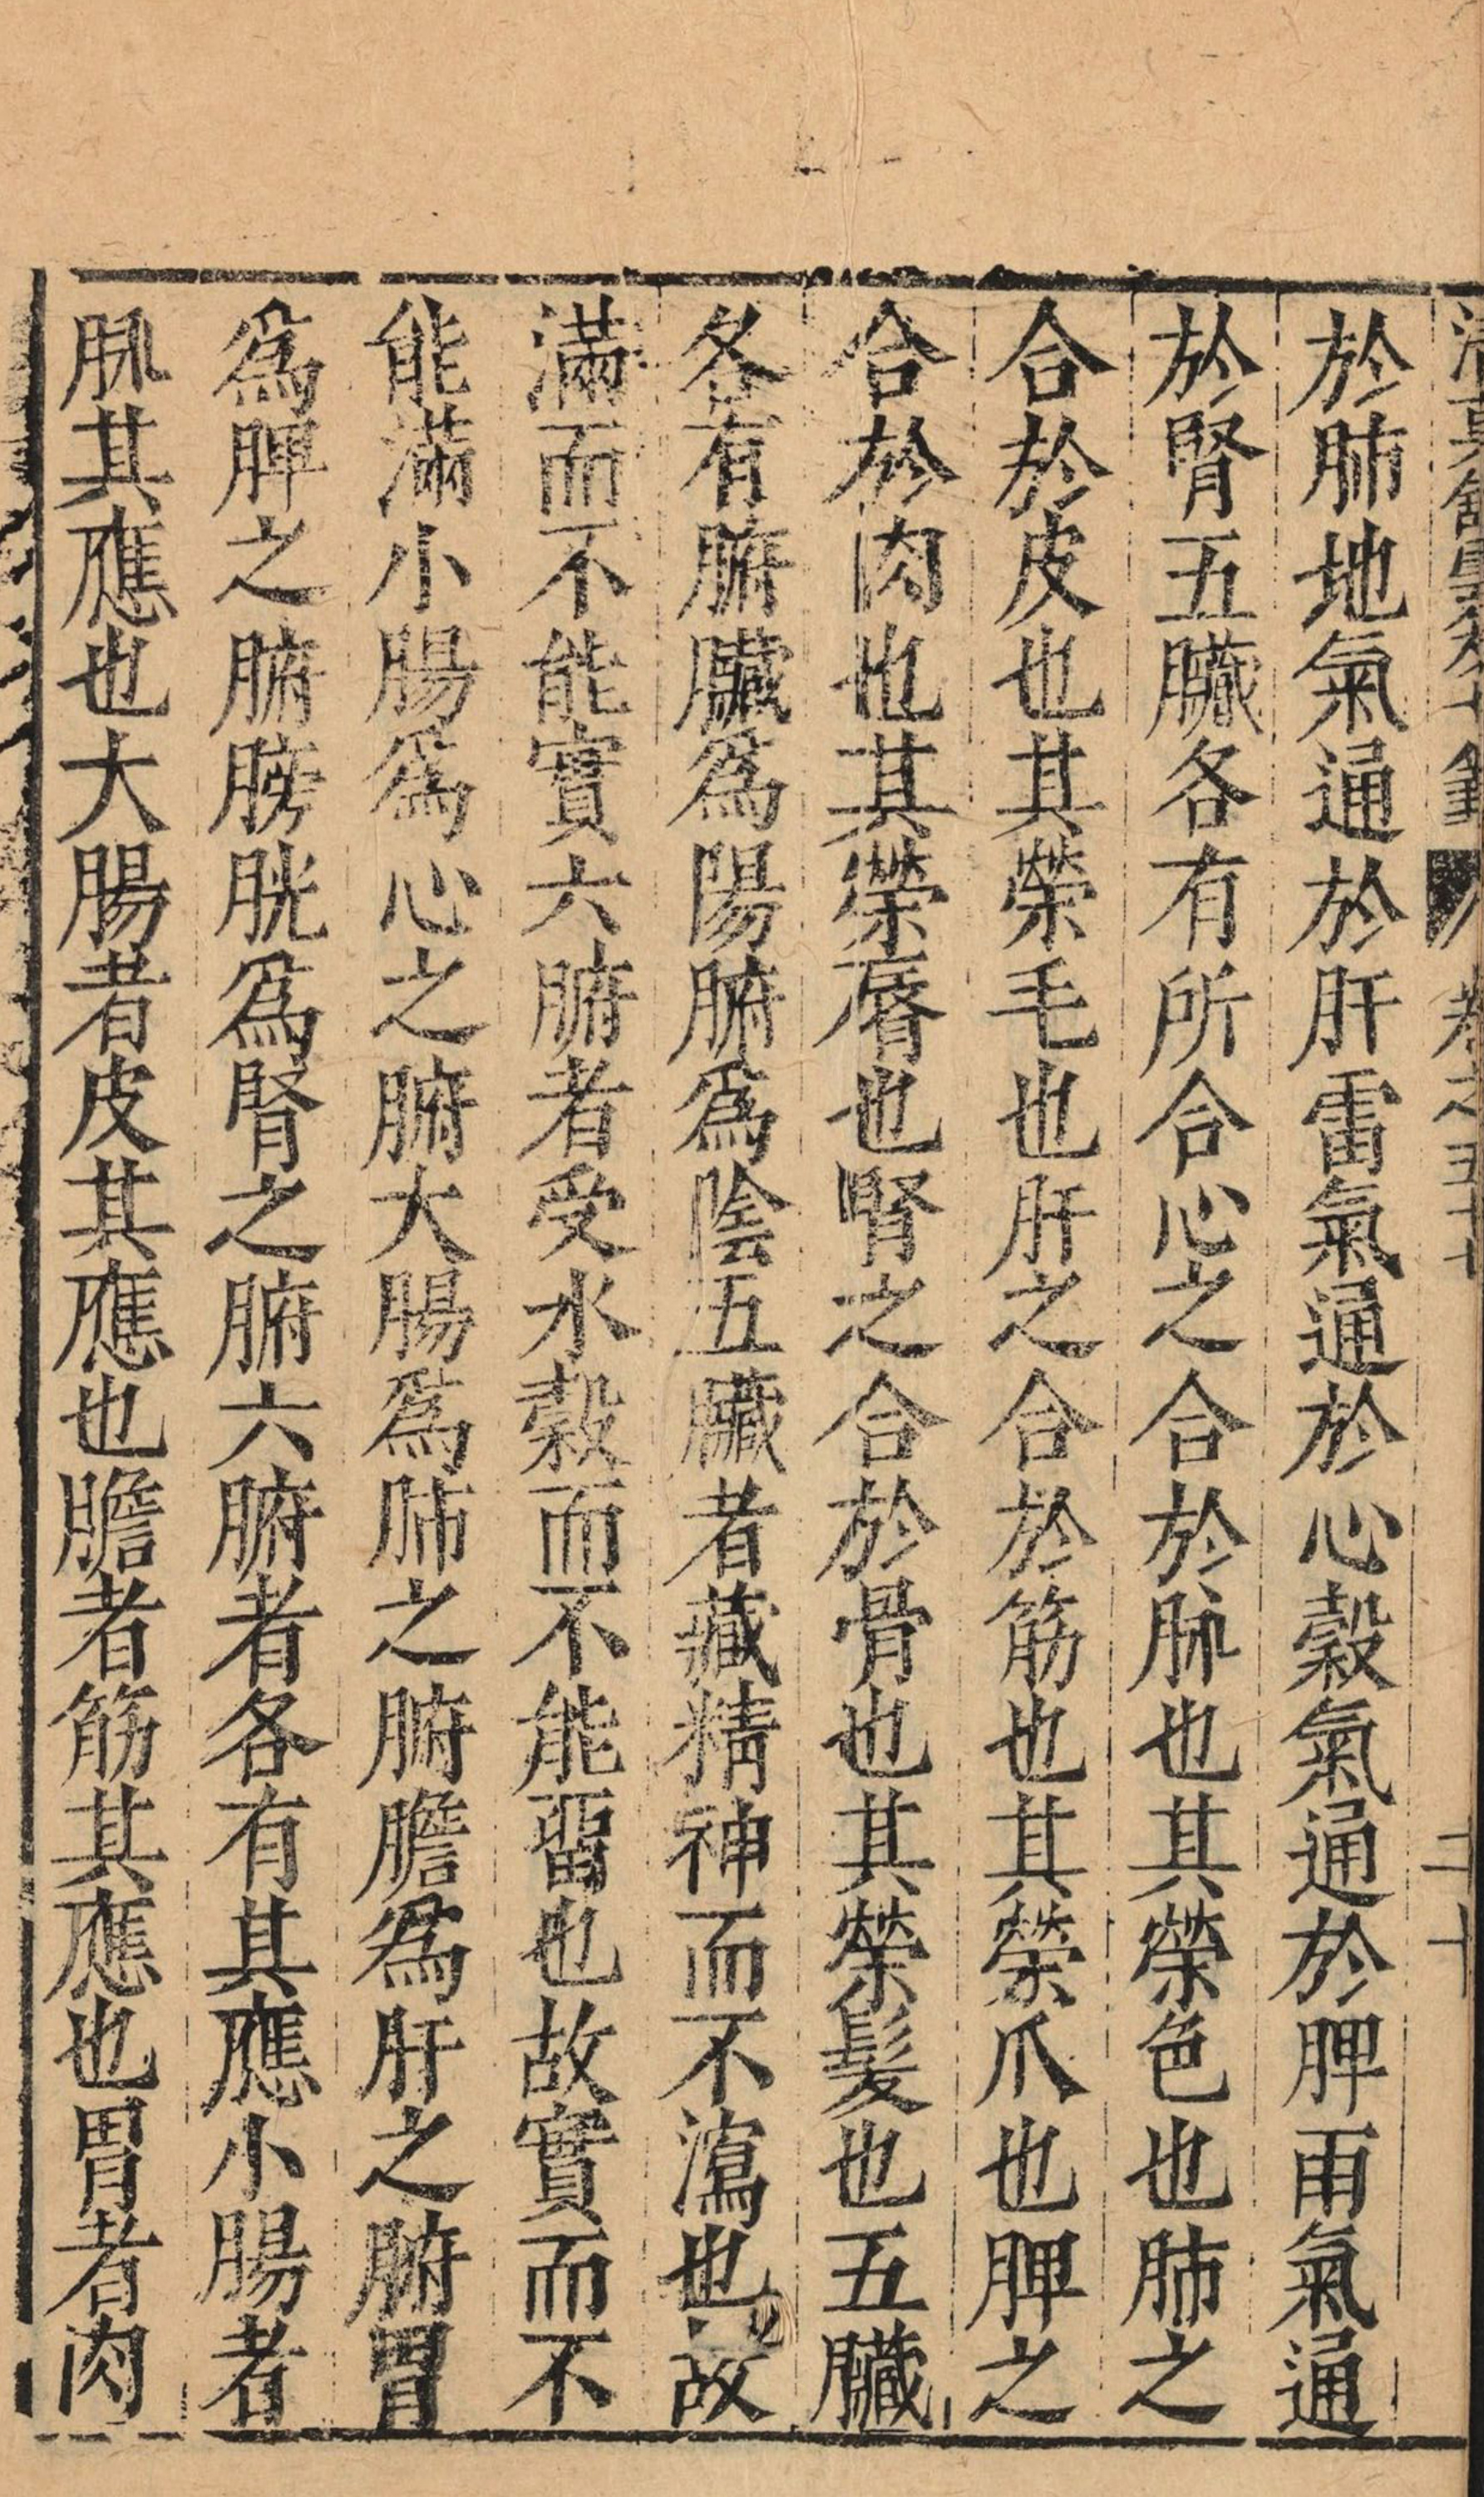 卷之五十七
二十
於肺地氣通於肝雷氣通於心穀氣通於脾雨氣通
於腎五臟各有所合心之合於脉也其榮色也肺之
合於皮也其榮毛也肝之合於筋也其榮爪也脾之
合於肉也其榮脣也腎之合於骨也其榮髮也五臟
各有腑臟爲陽腑爲陰五臟者藏精神而不瀉也故
滿而不能實六腑者受水穀而不能留也故實而不
能滿小腸爲心之腑大腸爲肺之腑膽爲肝之腑胃
爲脾之腑膀胱爲腎之腑六腑者各有其應小腸者
脉其應也大腸者皮其應也膽者筋其應也胃者肉